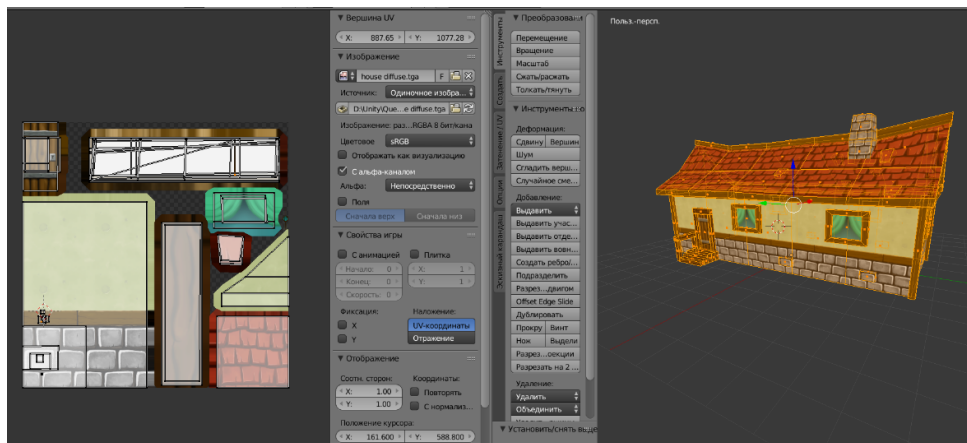 Вершина UV
X: 887.65
Y: 1077.28
Изображение
house diffuse.tga
F
Источник:
Одиночное изобра...
D:\Unity\Que...e diffuse.tga
Изображение: раз...RGBA 8 бит/кана
Цветовое
sRGB
Отображать как визуализацию
С альфа-каналом
Альфа:
Непосредственно
Поля
Сначала верх
Сначала низ
Свойства игры
С анимацией
Плитка
Начало: 0
X: 1
Конец: 0
Y: 1
Скорость: 0
Фиксация:
Наложение:
X
UV-координаты
Y
Отражение
Отображение
Соотн. сторон:
Координаты:
X: 1.00
Повторять
Y: 1.00
С нормализ...
Положение курсора:
X: 161.600
Y: 588.800
Инструменты
Создать
Затенение / UV
Опции
Эскизный карандаш
Преобразовани
Перемещение
Вращение
Масштаб
Сжать/разжать
Толкать/тянуть
Деформация:
Сдвину
Вершин
Шум
Сгладить верш...
Случайное сме...
Добавление:
Выдавить
Выдавить учас...
Выдавить отде...
Выдавить вовн...
Создать ребро/...
Подразделить
Разрез...двигом
Offset Edge Slide
Дублировать
Прокру
Винт
Нож
Выдели
Разрез...оекции
Разрезать на 2 ...
Удаление:
Удалить
Объединить
Установить/снять выде
Польз.-персп.